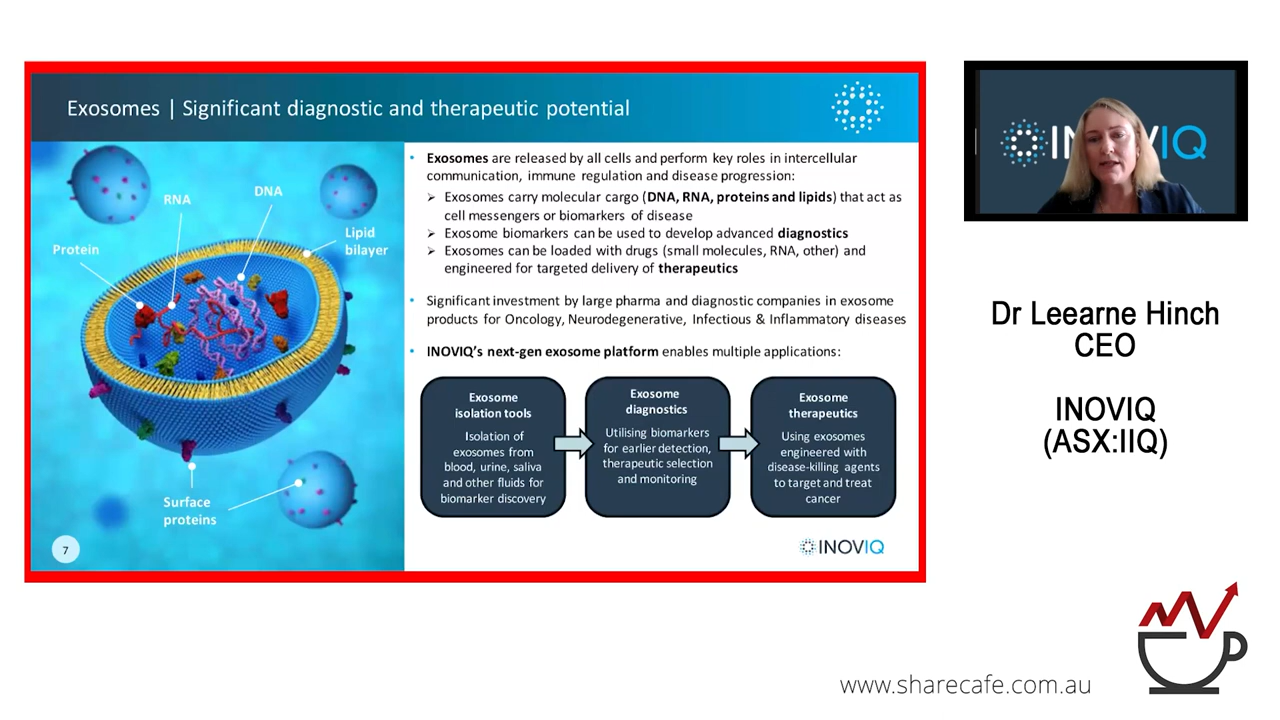 Exosomes | Significant diagnostic and therapeutic potential
RNA
DNA
Protein
Lipid
bilayer
Surface
proteins
7
• Exosomes are released by all cells and perform key roles in intercellular
communication, immune regulation and disease progression:
➢ Exosomes carry molecular cargo (DNA, RNA, proteins and lipids) that act as
cell messengers or biomarkers of disease
➢ Exosome biomarkers can be used to develop advanced diagnostics
➢ Exosomes can be loaded with drugs (small molecules, RNA, other) and
engineered for targeted delivery of therapeutics
• Significant investment by large pharma and diagnostic companies in exosome
products for Oncology, Neurodegenerative, Infectious & Inflammatory diseases
• INOVIQ's next-gen exosome platform enables multiple applications:
Exosome
isolation tools
Isolation of
exosomes from
blood, urine, saliva
and other fluids for
biomarker discovery
Exosome
diagnostics
Utilising biomarkers
for earlier detection,
therapeutic selection
and monitoring
Exosome
therapeutics
Using exosomes
engineered with
disease-killing agents
to target and treat
cancer
INOVIQ
INOVIQ
Dr Leearne Hinch
CEO
INOVIQ
(ASX:IIQ)
www.sharecafe.com.au